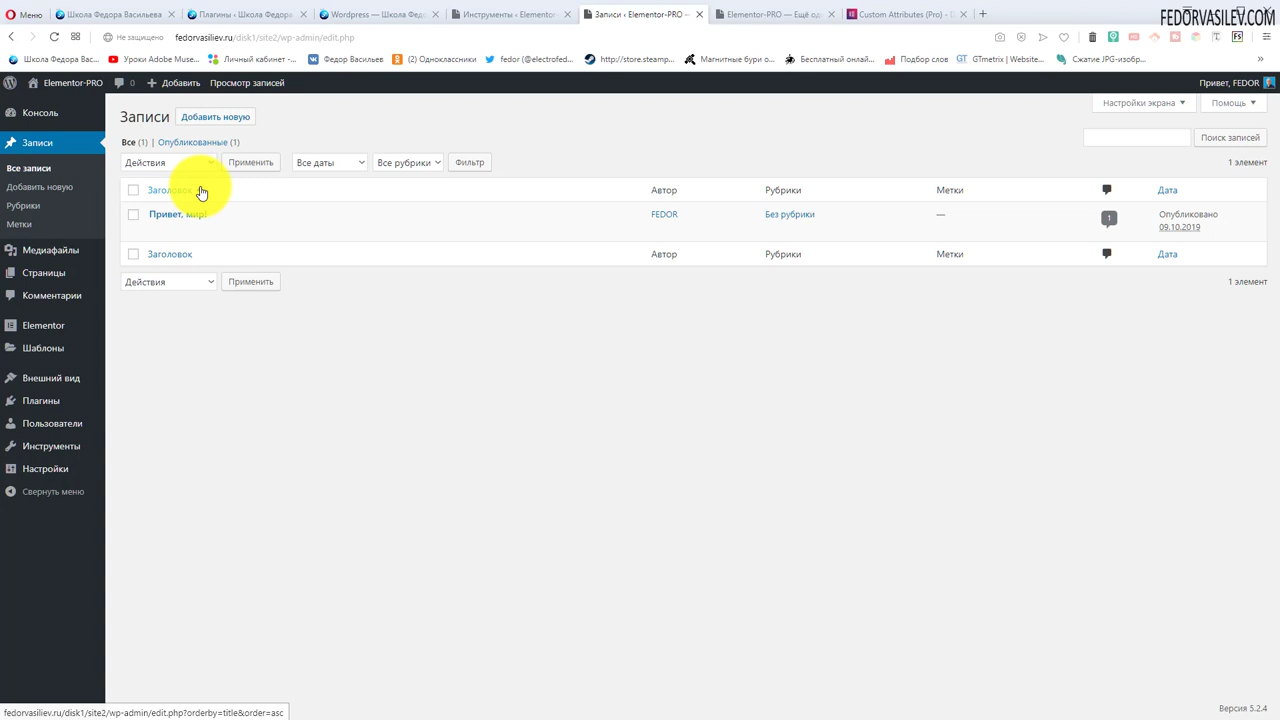 Меню
Школа Федора Васильева
Плагины ‹ Школа Федора
Wordpress — Школа Федо
Инструменты ‹ Elementor
Записи ‹ Elementor-PRO —
Elementor-PRO — Ещё од
Custom Attributes (Pro) -
FEDORVASILEV.COM
Не защищено
fedorvasiliev.ru/disk1/site2/wp-admin/edit.php
Школа Федора Вас...
Уроки Adobe Muse...
Личный кабинет -...
Федор Васильев
(2) Одноклассники
fedor (@electrofed...
http://store.steamp...
Магнитные бури о...
Бесплатный онлай...
Подбор слов
GTmetrix | Website...
Сжатие JPG-изобр...
Elementor-PRO
0
Добавить
Просмотр записей
Привет, FEDOR
Консоль
Записи
Все записи
Добавить новую
Рубрики
Метки
Медиафайлы
Страницы
Комментарии
Elementor
Шаблоны
Внешний вид
Плагины
Пользователи
Инструменты
Настройки
Свернуть меню
Записи
Добавить новую
Настройки экрана
Помощь
Все (1) | Опубликованные (1)
Поиск записей
Действия
Применить
Все даты
Все рубрики
Фильтр
1 элемент
Заголовок
Автор
Рубрики
Метки
Дата
Привет, мир!
FEDOR
Без рубрики
—
1
Опубликовано
09.10.2019
Заголовок
Автор
Рубрики
Метки
Дата
Действия
Применить
1 элемент
fedorvasiliev.ru/disk1/site2/wp-admin/edit.php?orderby=title&order=asc
Версия 5.2.4